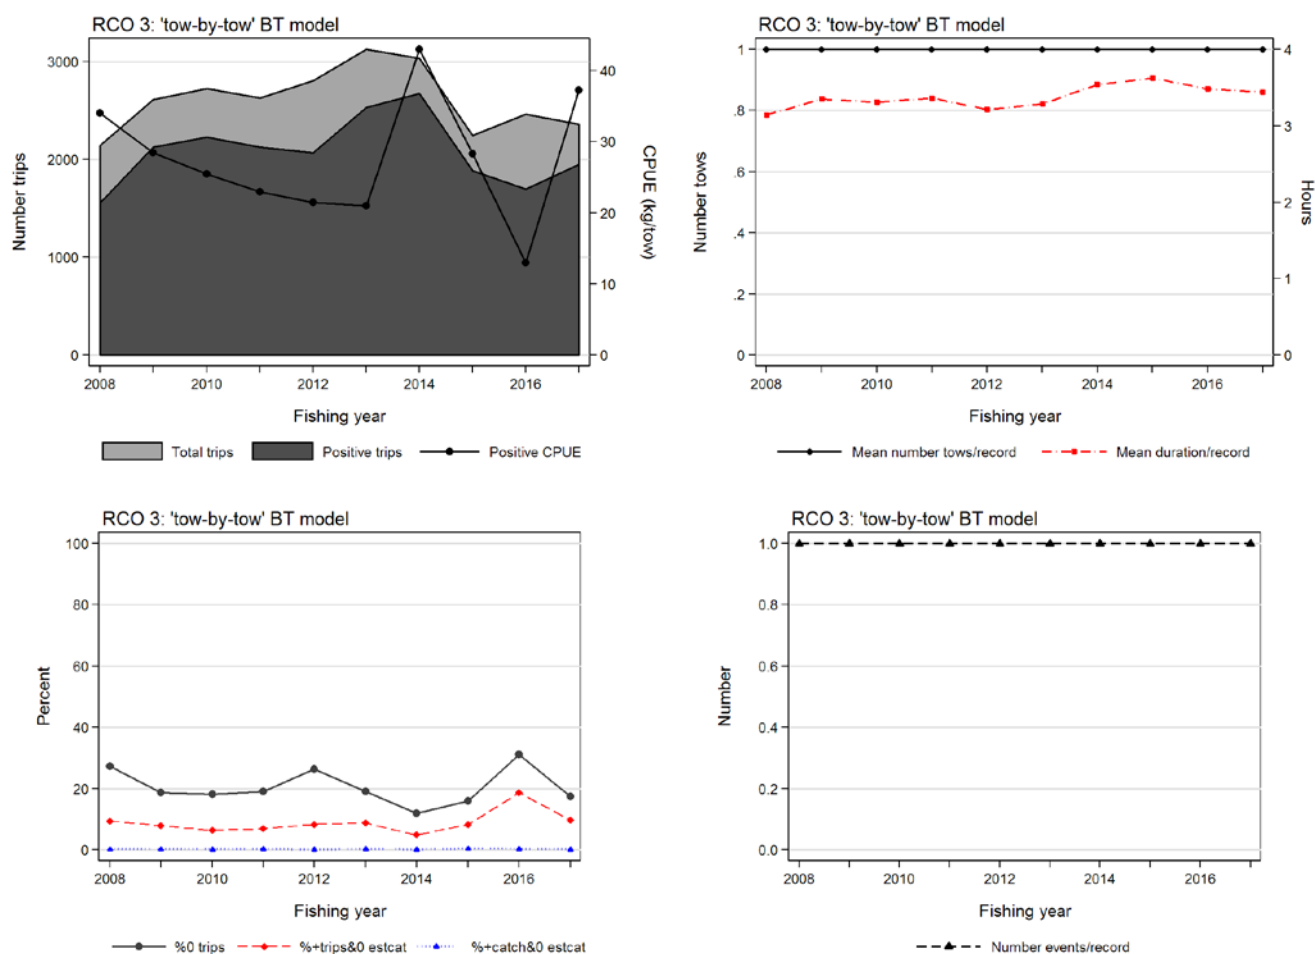 RCO 3: 'tow-by-tow' BT model
3000
2000
1000
0
Number trips
40
30
20
10
0
CPUE (kg/tow)
2008 2010 2012 2014 2016
Fishing year
Total trips Positive trips Positive CPUE
RCO 3: 'tow-by-tow' BT model
1
.8
.6
.4
.2
0
Number tows
4
3
2
1
0
Hours
2008 2010 2012 2014 2016
Fishing year
Mean number tows/record Mean duration/record
RCO 3: 'tow-by-tow' BT model
100
80
60
40
20
0
Percent
2008 2010 2012 2014 2016
Fishing year
%0 trips %+trips&0 estcat %+catch&0 estcat
RCO 3: 'tow-by-tow' BT model
1.0
0.8
0.6
0.4
0.2
0.0
Number
2008 2010 2012 2014 2016
Fishing year
Number events/record